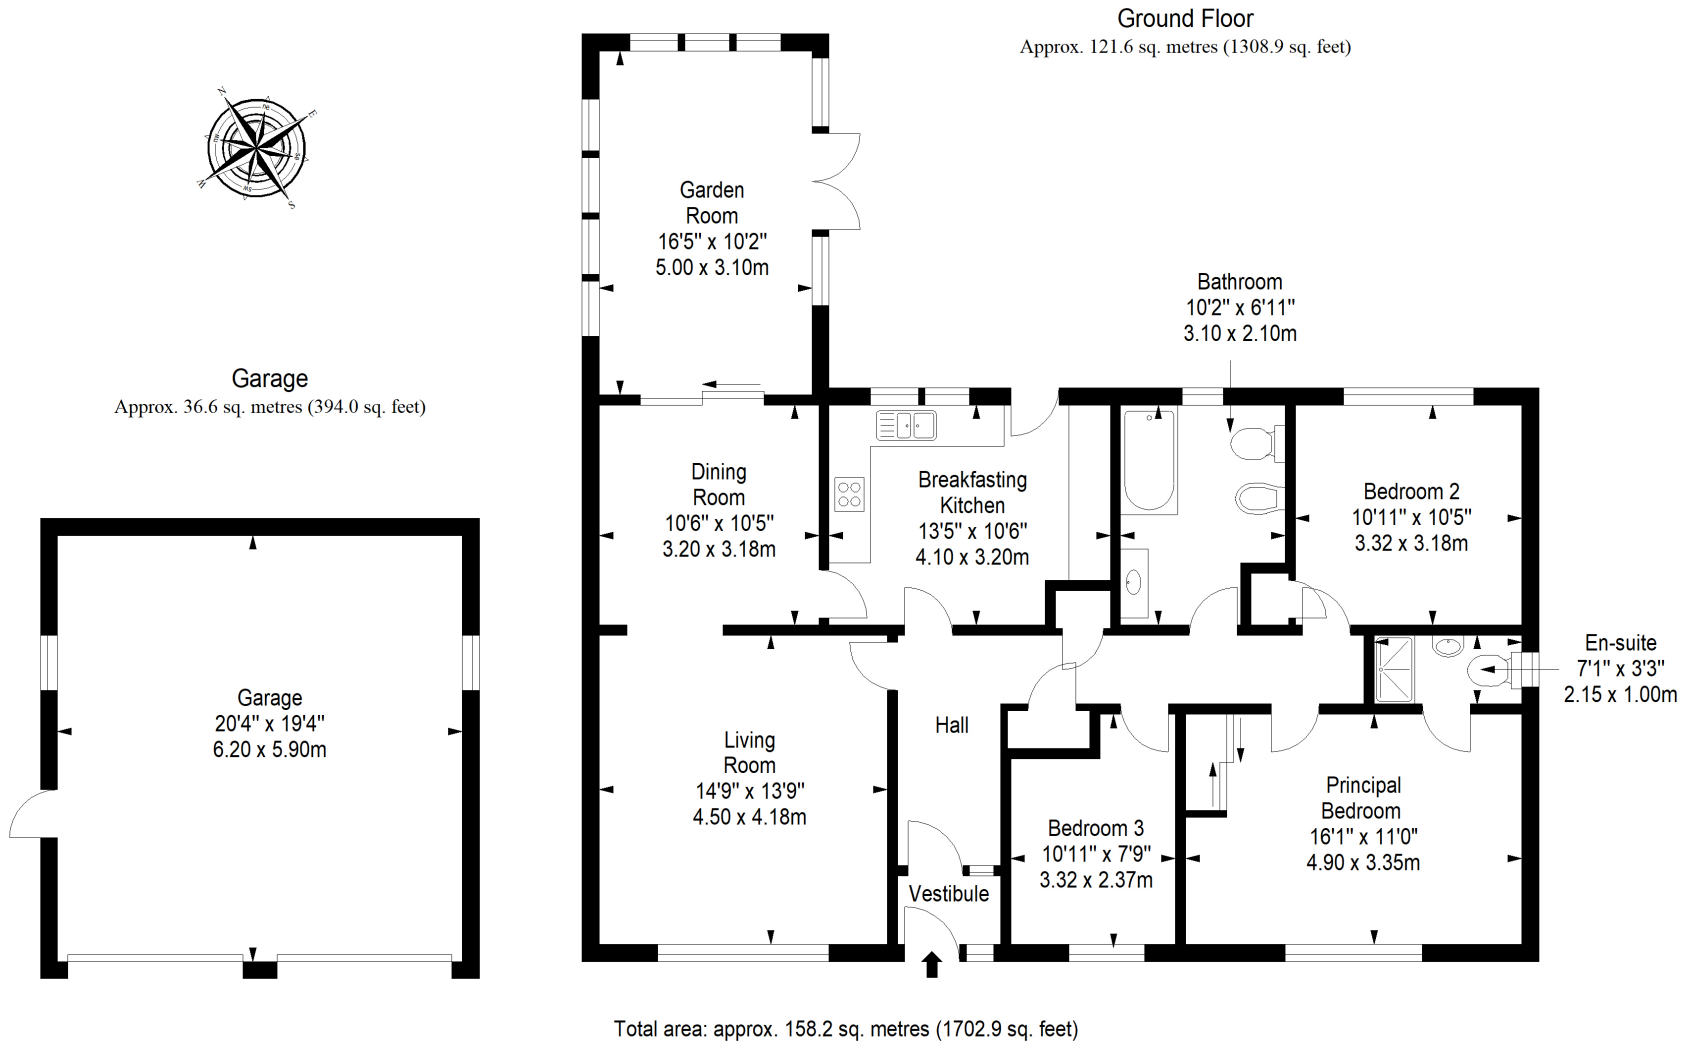 Ground Floor
Approx. 121.6 sq. metres (1308.9 sq. feet)
N
ne
E
nw
se
W
sw
S
Garden
Room
16'5" x 10'2"
5.00 x 3.10m
Bathroom
10'2" x 6'11"
3.10 x 2.10m
Garage
Approx. 36.6 sq. metres (394.0 sq. feet)
Dining
Room
10'6" x 10'5"
3.20 x 3.18m
Breakfasting
Kitchen
13'5" x 10'6"
4.10 x 3.20m
Bedroom 2
10'11" x 10'5"
3.32 x 3.18m
En-suite
7'1" x 3'3"
2.15 x 1.00m
Garage
20'4" x 19'4"
6.20 x 5.90m
Living
Room
14'9" x 13'9"
4.50 x 4.18m
Hall
Bedroom 3
10'11" x 7'9"
3.32 x 2.37m
Principal
Bedroom
16'1" x 11'0"
4.90 x 3.35m
Vestibule
Total area: approx. 158.2 sq. metres (1702.9 sq. feet)